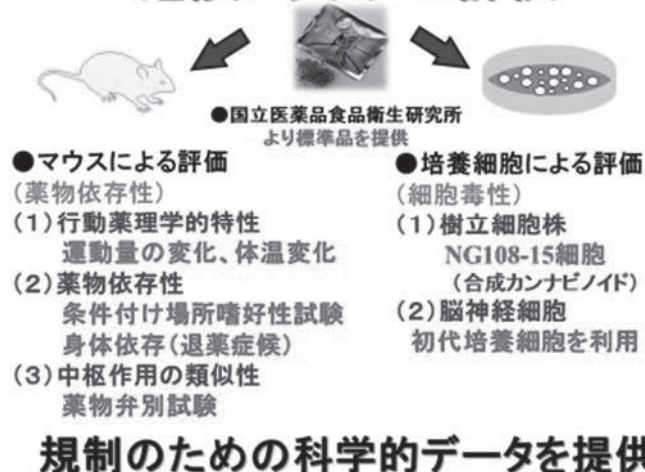 ●国立医薬品食品衛生研究所
より標準品を提供
●マウスによる評価
(薬物依存性)
(1)行動薬理学的特性
運動量の変化、体温変化
(2)薬物依存性
条件付け場所嗜好性試験
身体依存(退薬症候)
(3)中枢作用の類似性
薬物弁別試験
●培養細胞による評価
(細胞毒性)
(1)樹立細胞株
NG108-15細胞
(合成カンナビノイド)
(2)脳神経細胞
初代培養細胞を利用
規制のための科学的データを提供